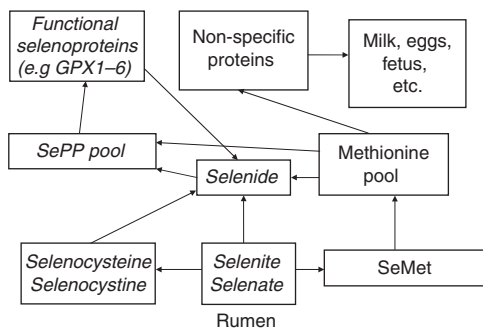 Functional
selenoproteins
(e.g GPX1–6)
Non-specific
proteins
Milk, eggs,
fetus,
etc.
SePP pool
Selenide
Methionine
pool
Selenocysteine
Selenocystine
Selenite
Selenate
SeMet
Rumen